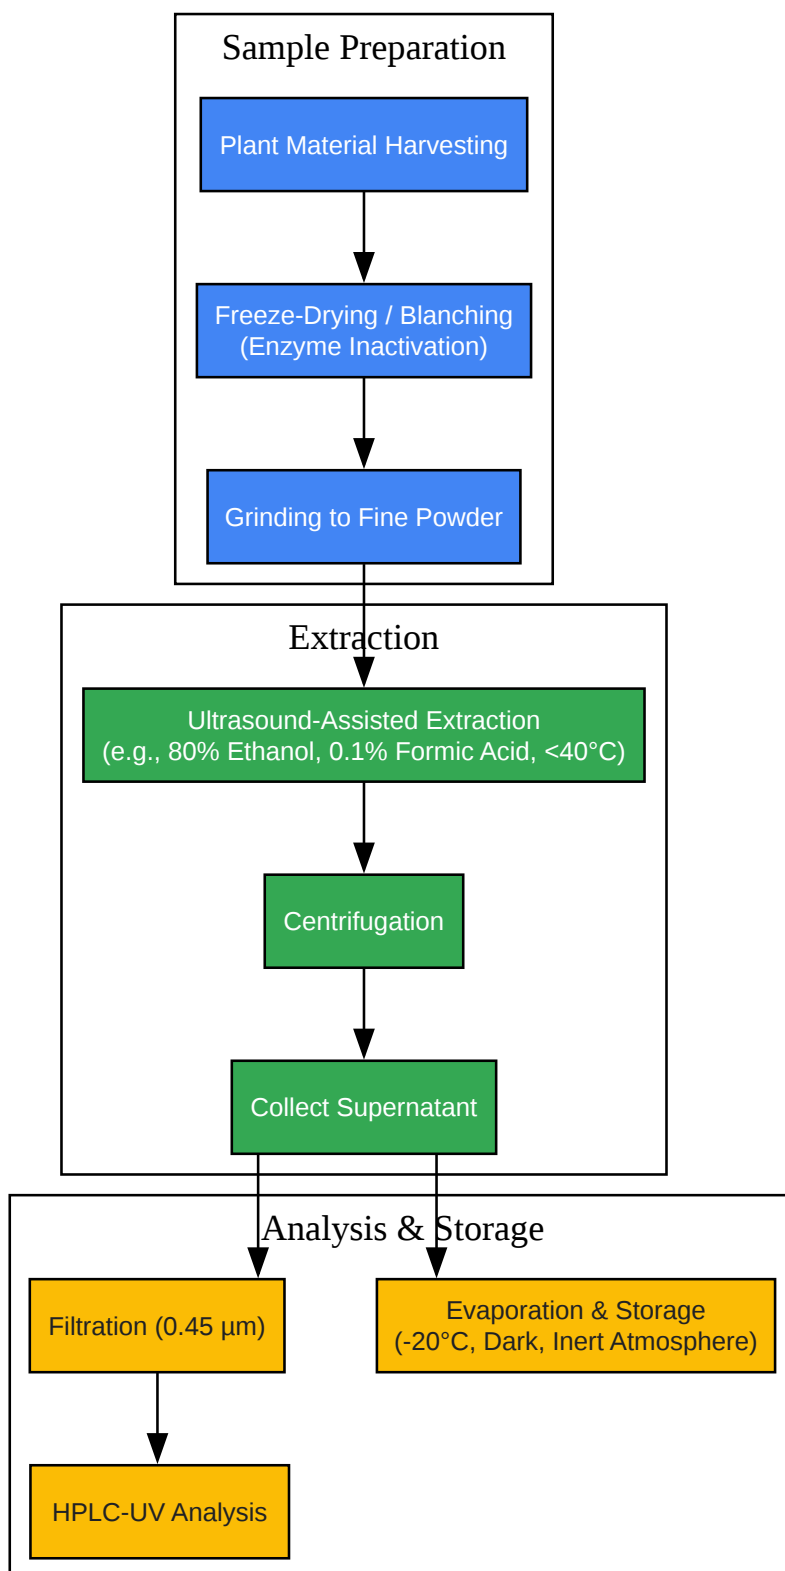 Sample Preparation
Plant Material Harvesting
Freeze-Drying / Blanching
(Enzyme Inactivation)
Grinding to Fine Powder
Extraction
Ultrasound-Assisted Extraction
(e.g., 80% Ethanol, 0.1% Formic Acid, <40°C)
Centrifugation
Collect Supernatant
Analysis & Storage
Filtration (0.45 µm)
Evaporation & Storage
(-20°C, Dark, Inert Atmosphere)
HPLC-UV Analysis